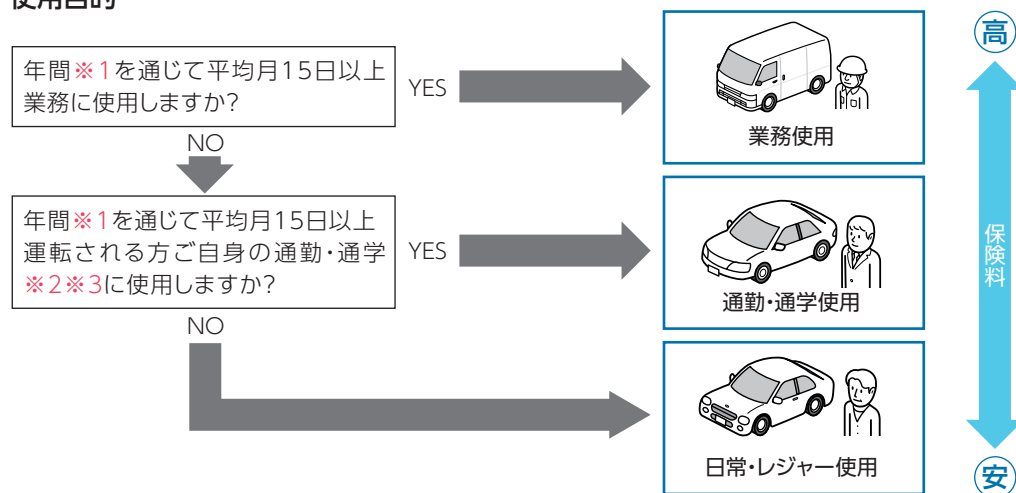 使用目的
年間※1を通じて平均月15日以上
業務に使用しますか?
YES
業務使用
NO
年間※1を通じて平均月15日以上
運転される方ご自身の通勤・通学
※2※3に使用しますか?
YES
通勤・通学使用
NO
日常・レジャー使用
高
保険料
安